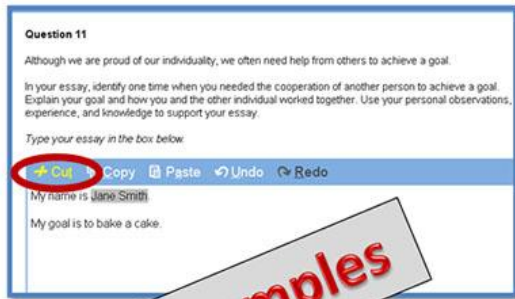 Question 11
Although we are proud of our individuality, we often need help from others to achieve a goal.
In your essay, identify one time when you needed the cooperation of another person to achieve a goal.
Explain your goal and how you and the other individual worked together. Use your personal observations,
experience, and knowledge to support your essay.
Type your essay in the box below.
Cut Copy Paste Undo Redo
My name is Jane Smith.
My goal is to bake a cake.